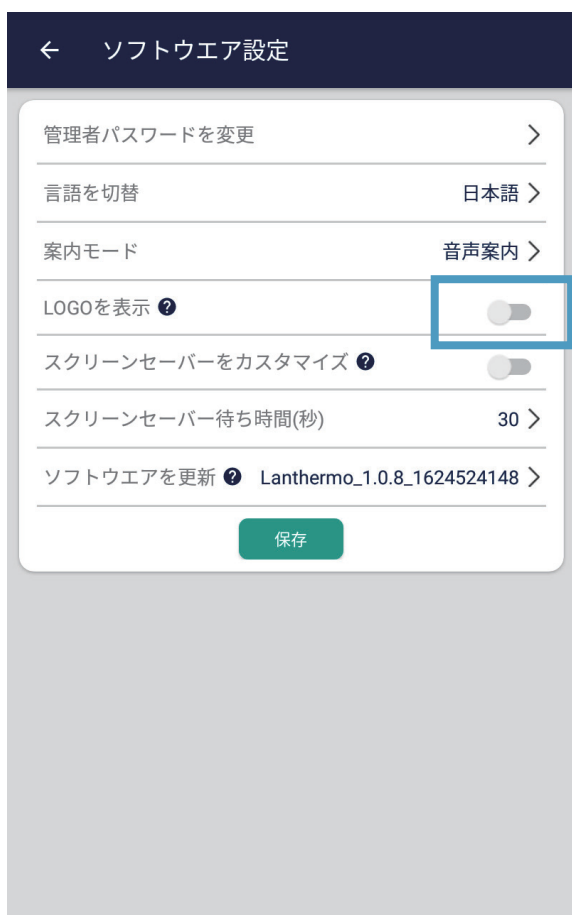 ソフトウエア設定
管理者パスワードを変更
言語を切替 日本語
案内モード 音声案内
LOGOを表示 ?
スクリーンセーバーをカスタマイズ ?
スクリーンセーバー待ち時間(秒) 30
ソフトウエアを更新 ? Lanthermo_1.0.8_1624524148
保存